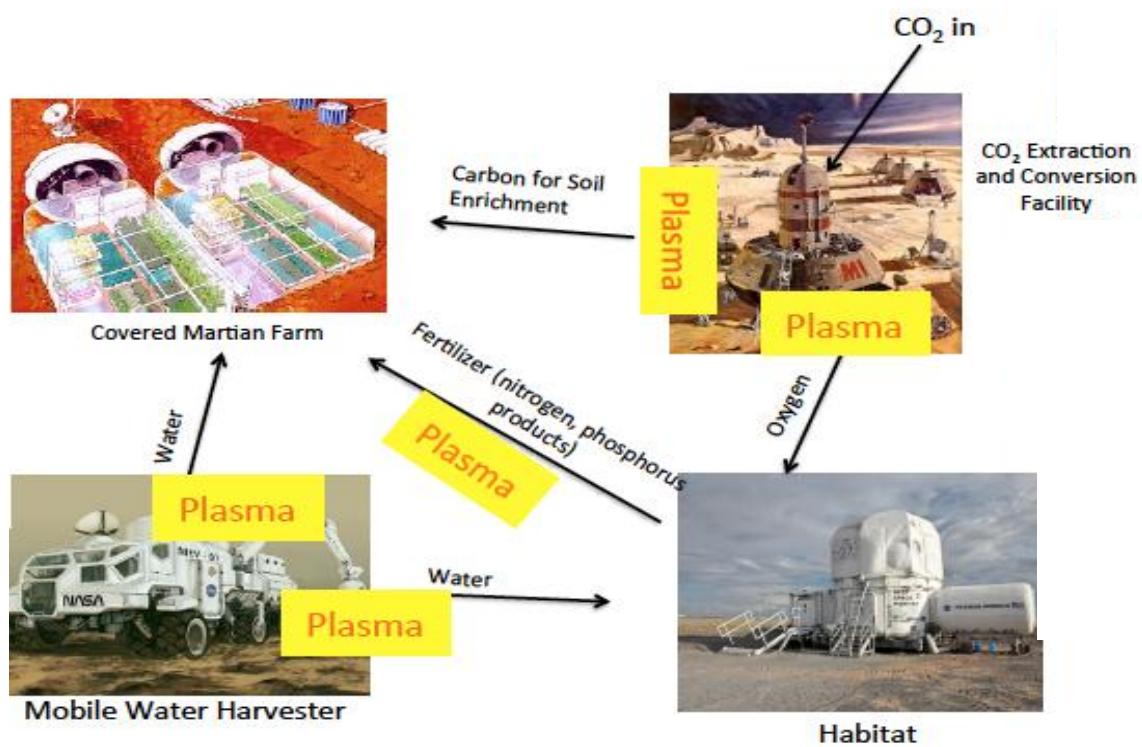 CO₂ in
CO₂ Extraction
and Conversion
Facility
Carbon for Soil
Enrichment
Plasma
MI
Plasma
Covered Martian Farm
Fertilizer (nitrogen, phosphorus
products)
Plasma
Oxygen
Water
Plasma
NASA
Water
Plasma
Mobile Water Harvester
Habitat